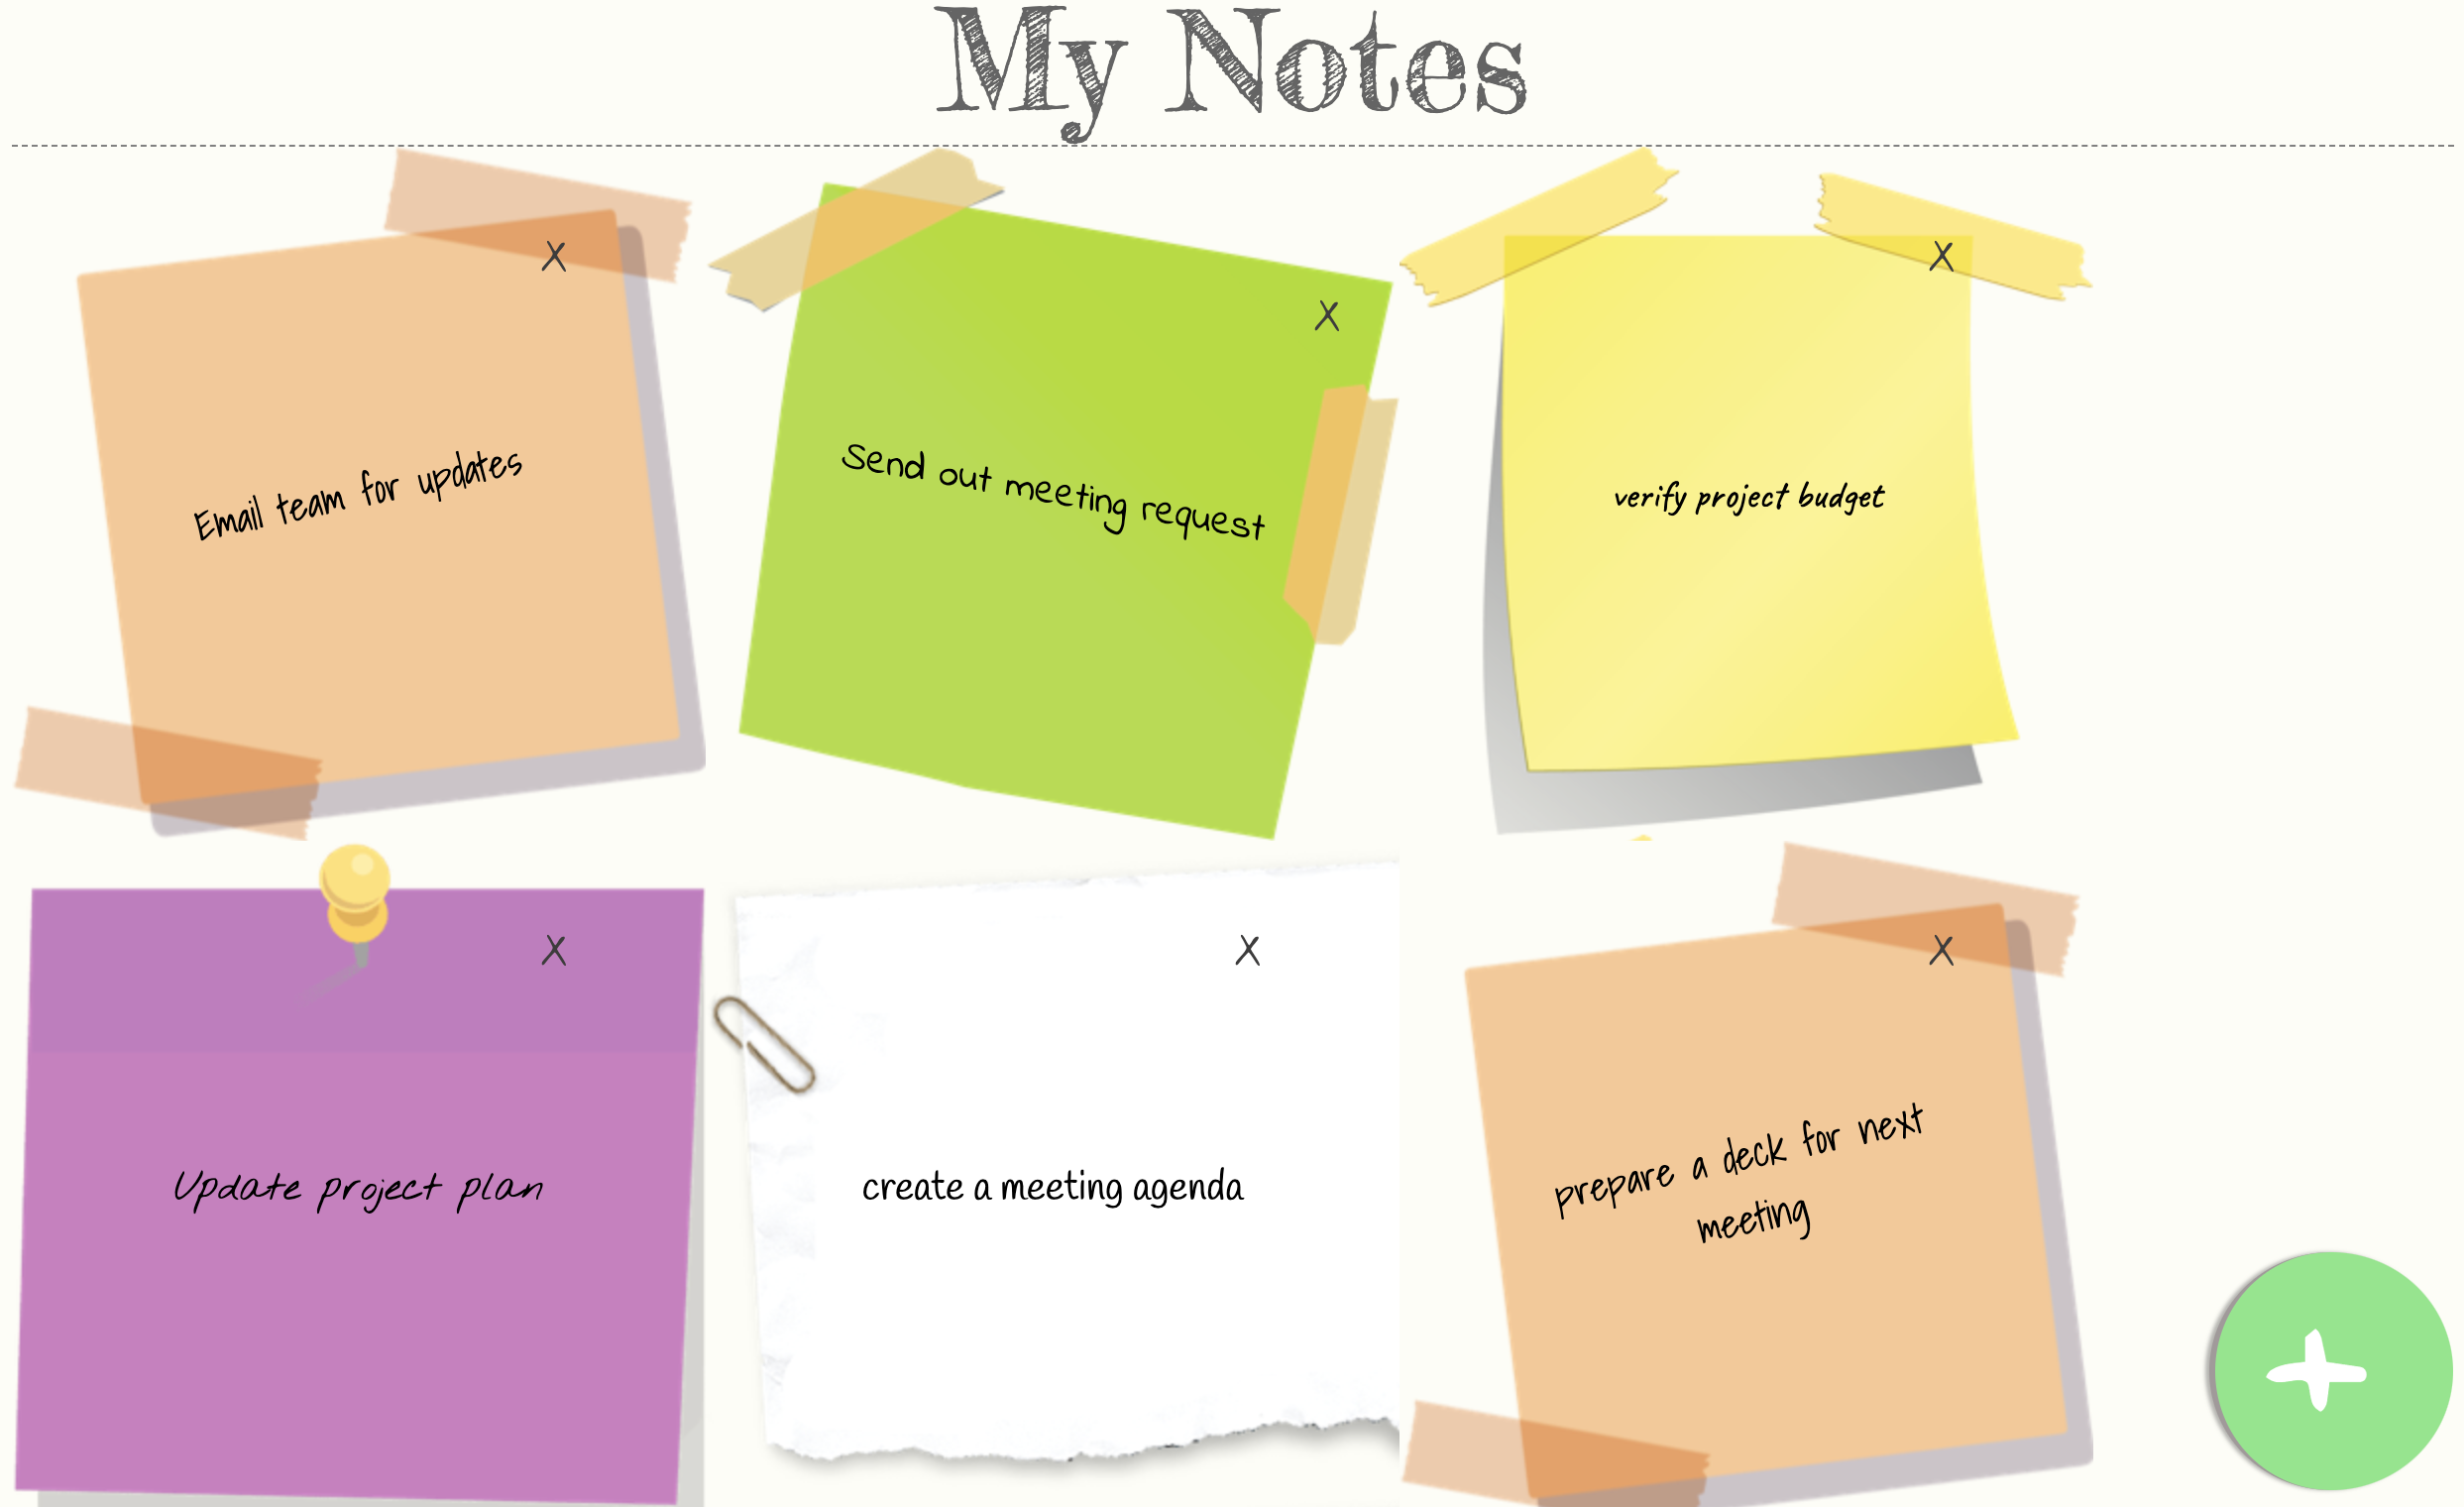 My Notes
X
Email team for updates
X
Send out meeting request
X
verify project budget
X
Update project plan
X
create a meeting agenda
X
prepare a deck for next
meeting
+